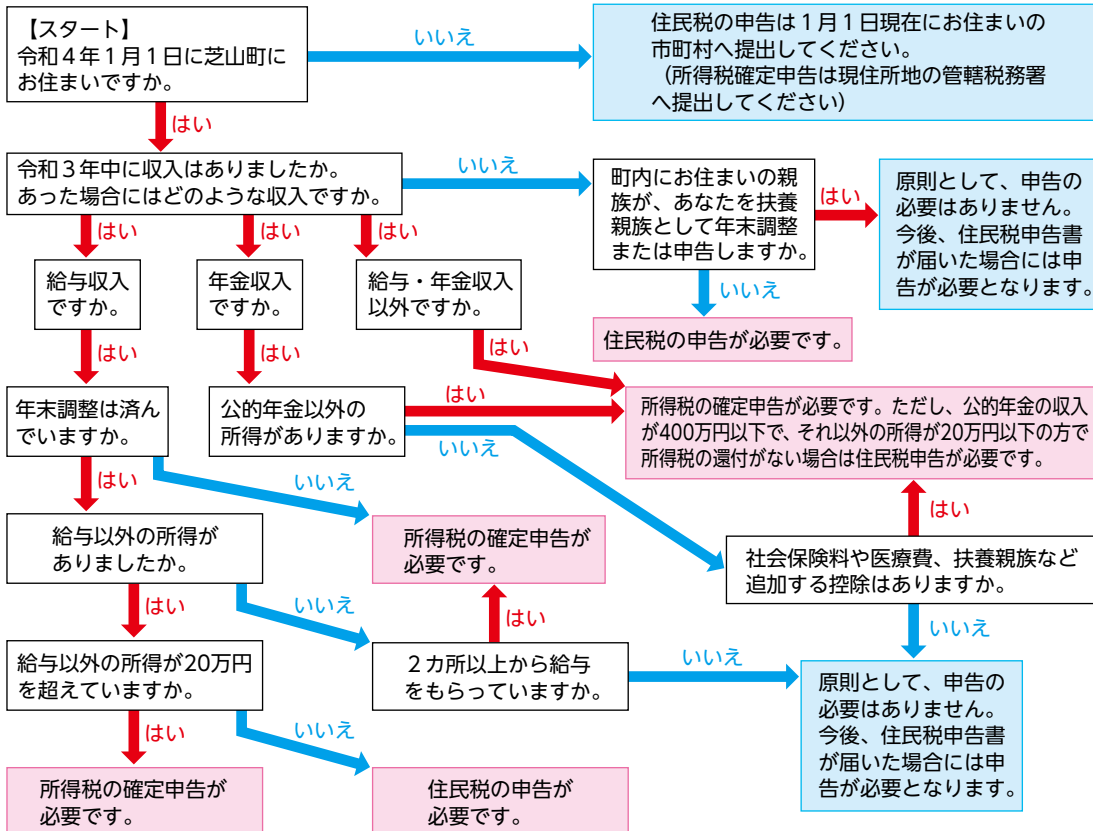 【スタート】
令和４年１月１日に芝山町に
お住まいですか。
いいえ
住民税の申告は１月１日現在にお住まいの
市町村へ提出してください。
（所得税確定申告は現住所地の管轄税務署
へ提出してください）
はい
令和３年中に収入はありましたか。
あった場合にはどのような収入ですか。
いいえ
町内にお住まいの親
族が、あなたを扶養
親族として年末調整
または申告しますか。
はい
原則として、申告の
必要はありません。
今後、住民税申告書
が届いた場合には申
告が必要となります。
いいえ
住民税の申告が必要です。
はい
はい
はい
給与収入
ですか。
年金収入
ですか。
給与・年金収入
以外ですか。
はい
はい
はい
年末調整は済ん
でいますか。
公的年金以外の
所得がありますか。
はい
いいえ
所得税の確定申告が必要です。ただし、公的年金の収入
が400万円以下で、それ以外の所得が20万円以下の方で
所得税の還付がない場合は住民税申告が必要です。
はい
いいえ
はい
給与以外の所得が
ありましたか。
所得税の確定申告が
必要です。
社会保険料や医療費、扶養親族など
追加する控除はありますか。
はい
いいえ
はい
いいえ
給与以外の所得が20万円
を超えていますか。
２カ所以上から給与
をもらっていますか。
いいえ
原則として、申告の
必要はありません。
今後、住民税申告書
が届いた場合には申
告が必要となります。
はい
いいえ
所得税の確定申告が
必要です。
住民税の申告が
必要です。